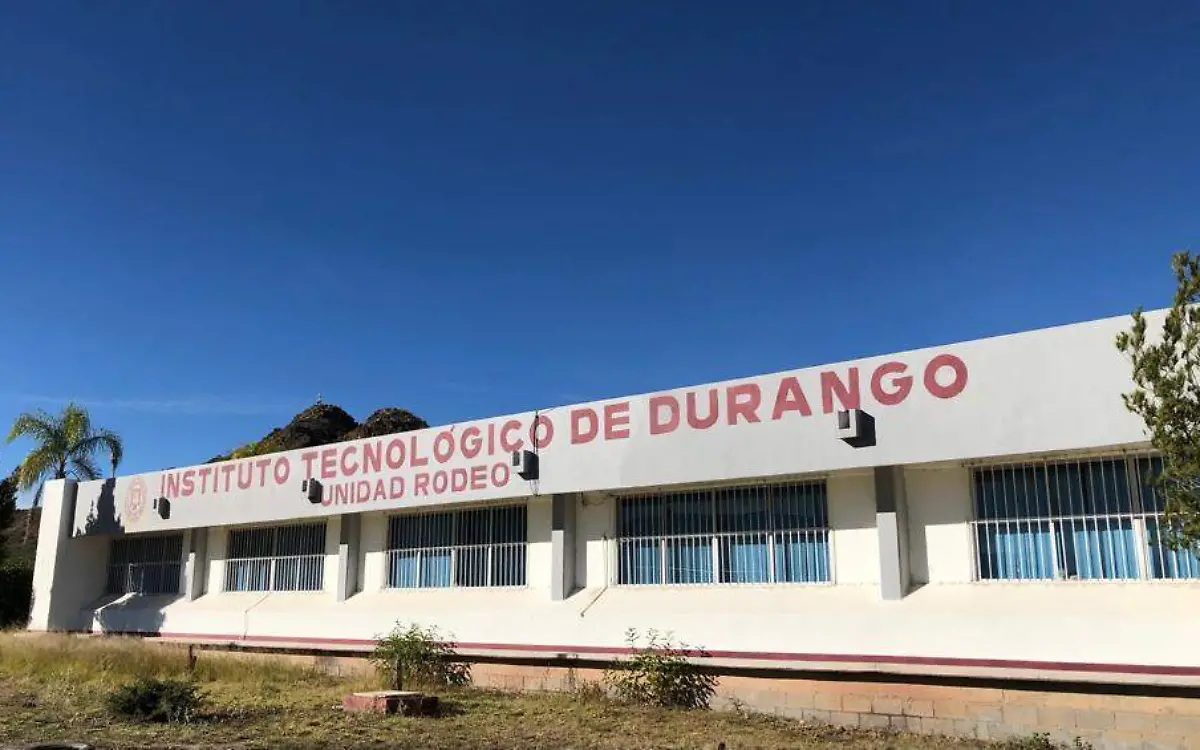 INSTITUTO TECNOLÓGICO DE DURANGO
UNIDAD RODEO